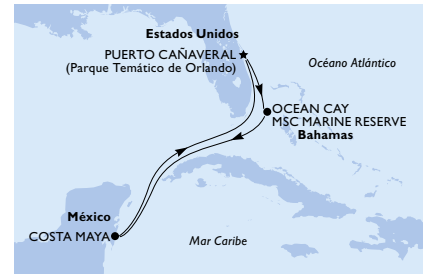 Estados Unidos
PUERTO CAÑAVERAL
(Parque Temático de Orlando)
Océano Atlántico
OCEAN CAY
MSC MARINE RESERVE
Bahamas
México
COSTA MAYA
Mar Caribe